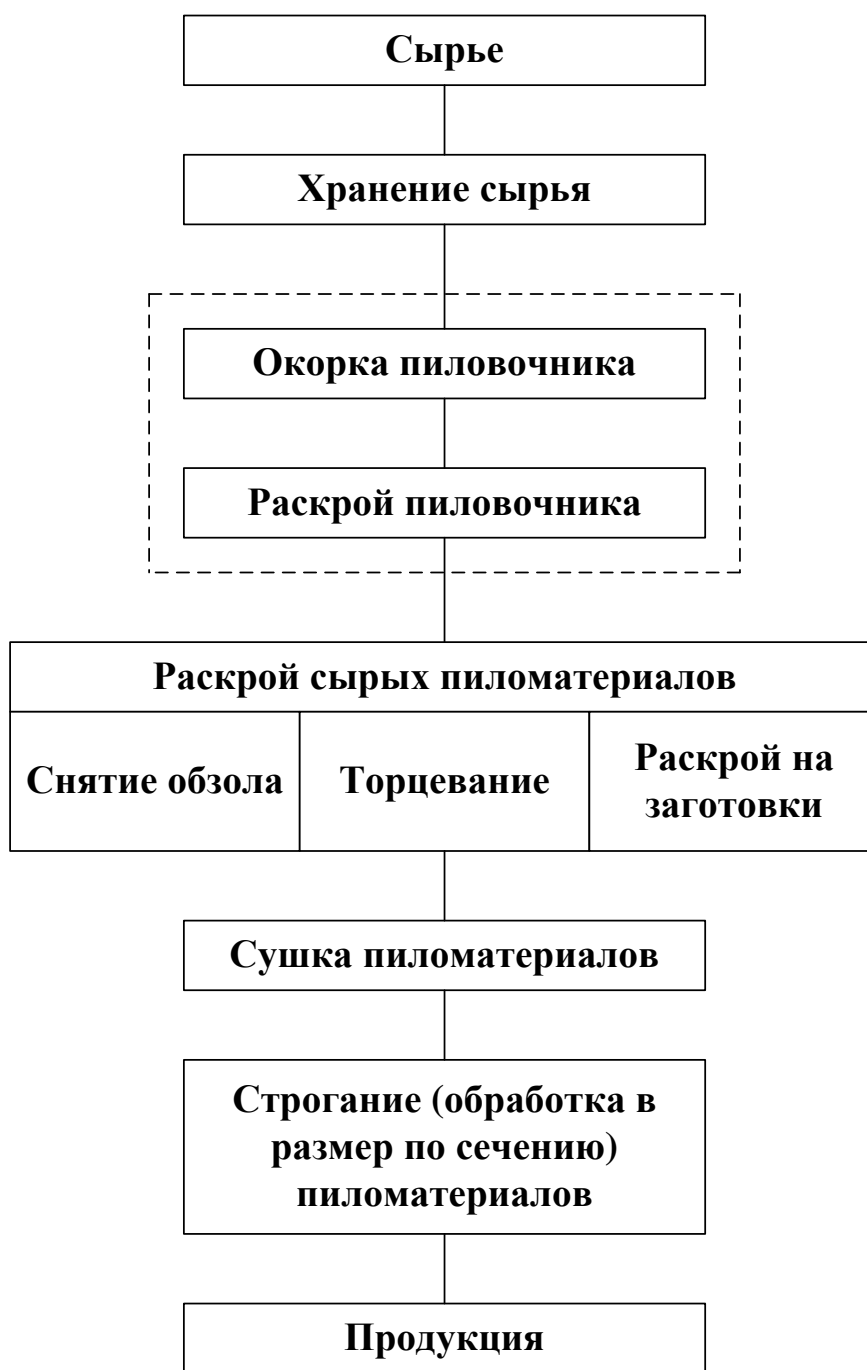 Сырье
Хранение сырья
Окорка пиловочника
Раскрой пиловочника
Раскрой сырых пиломатериалов
Снятие обзола
Торцевание
Раскрой на
заготовки
Сушка пиломатериалов
Строгание (обработка в
размер по сечению)
пиломатериалов
Продукция